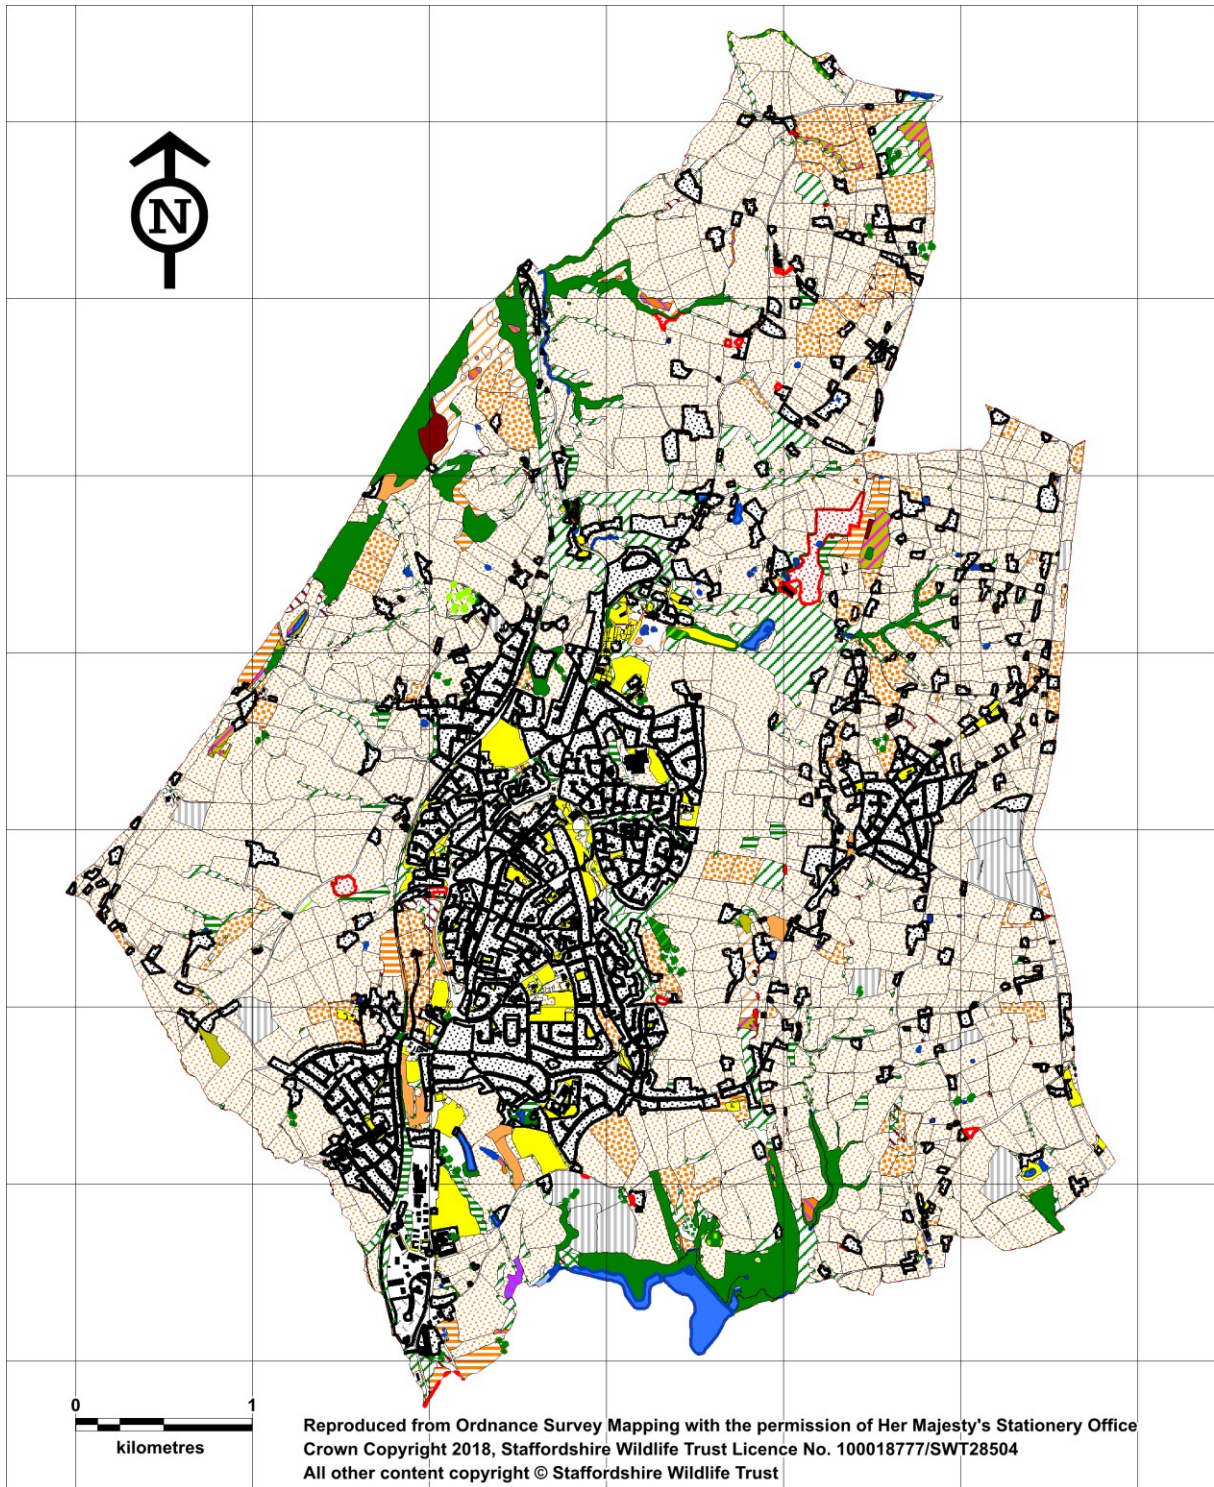 N
0 1
kilometres
Reproduced from Ordnance Survey Mapping with the permission of Her Majesty's Stationery Office
Crown Copyright 2018, Staffordshire Wildlife Trust Licence No. 100018777/SWT28504
All other content copyright © Staffordshire Wildlife Trust